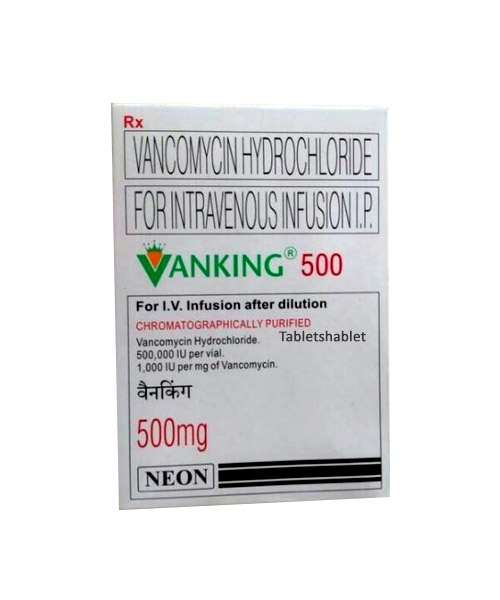 Rx
VANCOMYCIN HYDROCHLORIDE
FOR INTRAVENOUS INFUSION I.P.
VANKING® 500
For I.V. Infusion after dilution
CHROMATOGRAPHICALLY PURIFIED
Tabletshablet
Vancomycin Hydrochloride.
500,000 IU per vial.
1,000 IU per mg of Vancomycin.
वैनकिंग
500mg
NEON